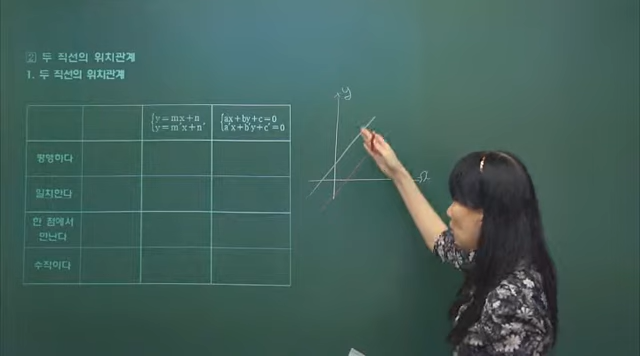 ② 두 직선의 위치관계
1. 두 직선의 위치관계
y=mx+n
y=m'x+n'
ax+by+c=0
a'x+b'y+c'=0
평행하다
일치한다
한 점에서
만난다
수직이다
y
x